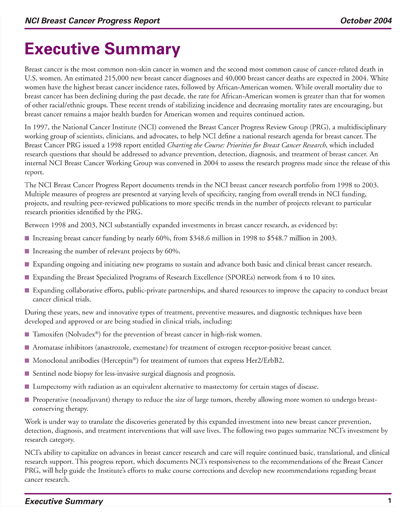 NCI Breast Cancer Progress Report October 2004
Executive Summary
Breast cancer is the most common non-skin cancer in women and the second most common cause of cancer-related death in
U.S. women. An estimated 215,000 new breast cancer diagnoses and 40,000 breast cancer deaths are expected in 2004. White
women have the highest breast cancer incidence rates, followed by African-American women. While overall mortality due to
breast cancer has been declining during the past decade, the rate for African-American women is greater than that for women
of other racial/ethnic groups. These recent trends of stabilizing incidence and decreasing mortality rates are encouraging, but
breast cancer remains a major health burden for American women and requires continued action.
In 1997, the National Cancer Institute (NCI) convened the Breast Cancer Progress Review Group (PRG), a multidisciplinary
working group of scientists, clinicians, and advocates, to help NCI define a national research agenda for breast cancer. The
Breast Cancer PRG issued a 1998 report entitled Charting the Course: Priorities for Breast Cancer Research, which included
research questions that should be addressed to advance prevention, detection, diagnosis, and treatment of breast cancer. An
internal NCI Breast Cancer Working Group was convened in 2004 to assess the research progress made since the release of this
report.
The NCI Breast Cancer Progress Report documents trends in the NCI breast cancer research portfolio from 1998 to 2003.
Multiple measures of progress are presented at varying levels of specificity, ranging from overall trends in NCI funding,
projects, and resulting peer-reviewed publications to more specific trends in the number of projects relevant to particular
research priorities identified by the PRG.
Between 1998 and 2003, NCI substantially expanded investments in breast cancer research, as evidenced by:
■ Increasing breast cancer funding by nearly 60%, from $348.6 million in 1998 to $548.7 million in 2003.
■ Increasing the number of relevant projects by 60%.
■ Expanding ongoing and initiating new programs to sustain and advance both basic and clinical breast cancer research.
■ Expanding the Breast Specialized Programs of Research Excellence (SPOREs) network from 4 to 10 sites.
■ Expanding collaborative efforts, public-private partnerships, and shared resources to improve the capacity to conduct breast
cancer clinical trials.
During these years, new and innovative types of treatment, preventive measures, and diagnostic techniques have been
developed and approved or are being studied in clinical trials, including:
■ Tamoxifen (Nolvadex®) for the prevention of breast cancer in high-risk women.
■ Aromatase inhibitors (anastrozole, exemestane) for treatment of estrogen receptor-positive breast cancer.
■ Monoclonal antibodies (Herceptin®) for treatment of tumors that express Her2/ErbB2.
■ Sentinel node biopsy for less-invasive surgical diagnosis and prognosis.
■ Lumpectomy with radiation as an equivalent alternative to mastectomy for certain stages of disease.
■ Preoperative (neoadjuvant) therapy to reduce the size of large tumors, thereby allowing more women to undergo breast-
conserving therapy.
Work is under way to translate the discoveries generated by this expanded investment into new breast cancer prevention,
detection, diagnosis, and treatment interventions that will save lives. The following two pages summarize NCI's investment by
research category.
NCI's ability to capitalize on advances in breast cancer research and care will require continued basic, translational, and clinical
research support. This progress report, which documents NCI's responsiveness to the recommendations of the Breast Cancer
PRG, will help guide the Institute's efforts to make course corrections and develop new recommendations regarding breast
cancer research.
Executive Summary 1